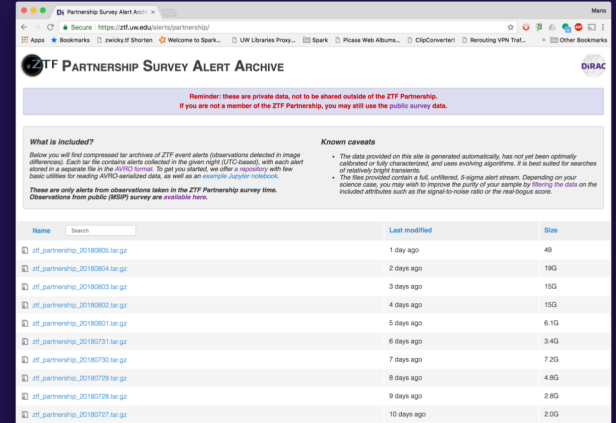 Di Partnership Survey Alert Archi ×
Mario
Secure https://ztf.uw.edu/alerts/partnership/
Apps Bookmarks zwicky.tf Shorten Welcome to Spark... UW Libraries Proxy... Spark Picasa Web Albums... ClipConverter! Rerouting VPN Traf... » Other Bookmarks
ZTF PARTNERSHIP SURVEY ALERT ARCHIVE
DiRAC
Reminder: these are private data, not to be shared outside of the ZTF Partnership.
If you are not a member of the ZTF Partnership, you may still use the public survey data.
What is included?
Below you will find compressed tar archives of ZTF event alerts (observations detected in image
differences). Each tar file contains alerts collected in the given night (UTC-based), with each alert
stored in a separate file in the AVRO format. To get you started, we offer a repository with few
basic utilities for reading AVRO-serialized data, as well as an example Jupyter notebook.
These are only alerts from observations taken in the ZTF Partnership survey time.
Observations from public (MSIP) survey are available here.
Known caveats
• The data provided on this site is generated automatically, has not yet been optimally
calibrated or fully characterized, and uses evolving algorithms. It is best suited for searches
of relatively bright transients.
• The files provided contain a full, unfiltered, 5-sigma alert stream. Depending on your
science case, you may wish to improve the purity of your sample by filtering the data on the
included attributes such as the signal-to-noise ratio or the real-bogus score.
Name Search Last modified Size
ztf_partnership_20180805.tar.gz 1 day ago 49
ztf_partnership_20180804.tar.gz 2 days ago 19G
ztf_partnership_20180803.tar.gz 3 days ago 15G
ztf_partnership_20180802.tar.gz 4 days ago 15G
ztf_partnership_20180801.tar.gz 5 days ago 6.1G
ztf_partnership_20180731.tar.gz 6 days ago 3.4G
ztf_partnership_20180730.tar.gz 7 days ago 7.2G
ztf_partnership_20180729.tar.gz 8 days ago 4.8G
ztf_partnership_20180728.tar.gz 9 days ago 2.8G
ztf_partnership_20180727.tar.gz 10 days ago 2.0G